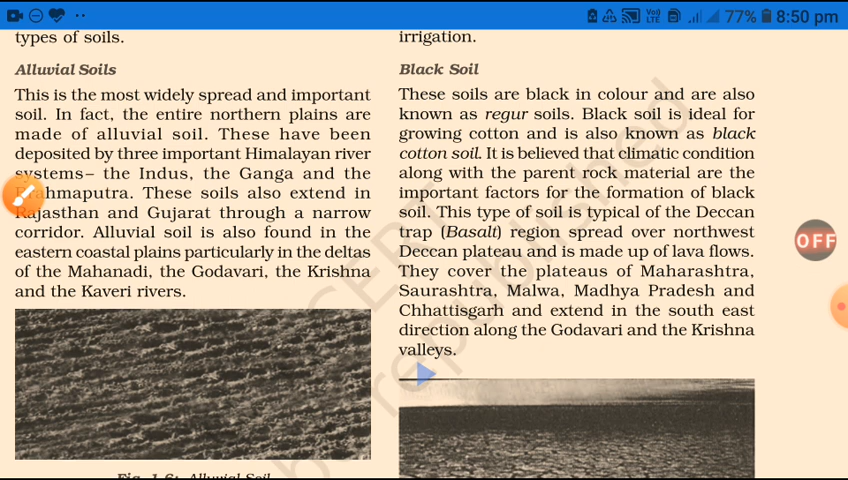 77% 8:50 pm
types of soils.
Alluvial Soils
This is the most widely spread and important
soil. In fact, the entire northern plains are
made of alluvial soil. These have been
deposited by three important Himalayan river
systems– the Indus, the Ganga and the
Brahmaputra. These soils also extend in
Rajasthan and Gujarat through a narrow
corridor. Alluvial soil is also found in the
eastern coastal plains particularly in the deltas
of the Mahanadi, the Godavari, the Krishna
and the Kaveri rivers.
Fig. 1.6: Alluvial Soil
irrigation.
Black Soil
These soils are black in colour and are also
known as regur soils. Black soil is ideal for
growing cotton and is also known as black
cotton soil. It is believed that climatic condition
along with the parent rock material are the
important factors for the formation of black
soil. This type of soil is typical of the Deccan
trap (Basalt) region spread over northwest
Deccan plateau and is made up of lava flows.
They cover the plateaus of Maharashtra,
Saurashtra, Malwa, Madhya Pradesh and
Chhattisgarh and extend in the south east
direction along the Godavari and the Krishna
valleys.
OFF